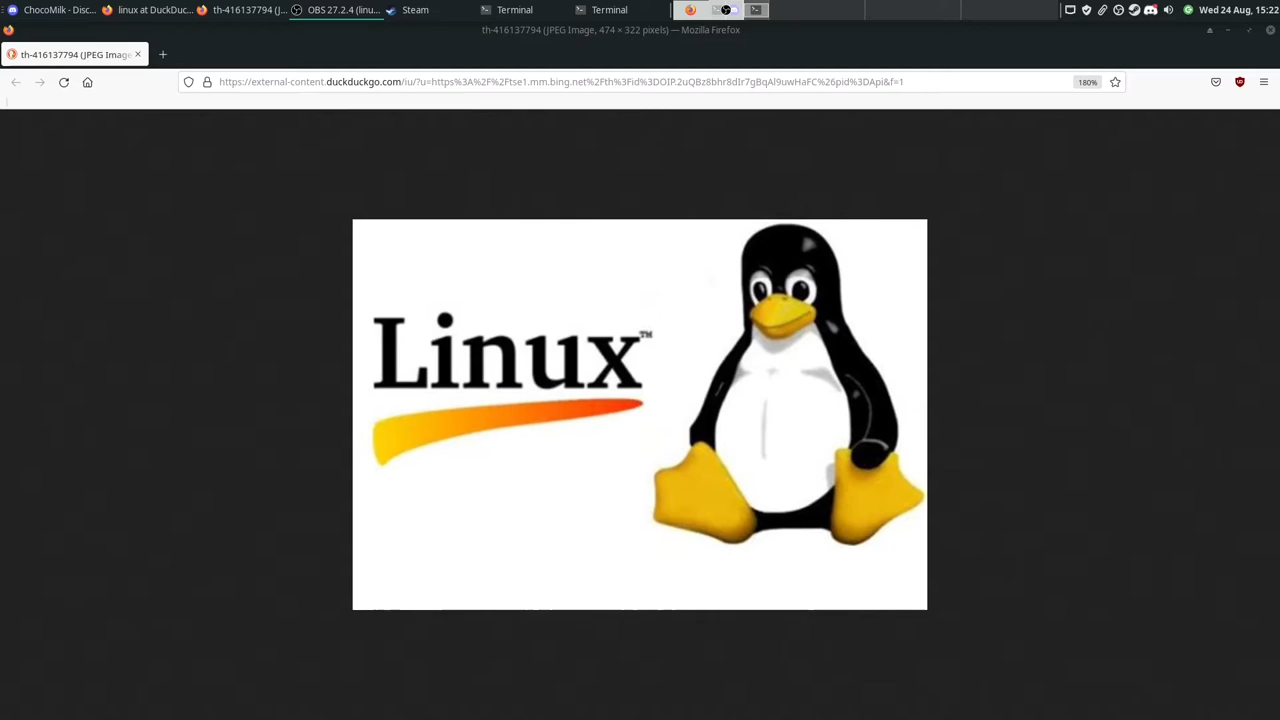 ChocoMilk - Disc...
linux at DuckDuc...
th-416137794 (J...
OBS 27.2.4 (linu...
Steam
Terminal
Terminal
Wed 24 Aug, 15:22
th-416137794 (JPEG Image, 474 × 322 pixels) — Mozilla Firefox
th-416137794 (JPEG Image
https://external-content.duckduckgo.com/iu/?u=https%3A%2F%2Ftse1.mm.bing.net%2Fth%3Fid%3DOIP.2uQBz8bhr8dIr7gBqAl9uwHaFC%26pid%3DApi&f=1
180%
Linux™